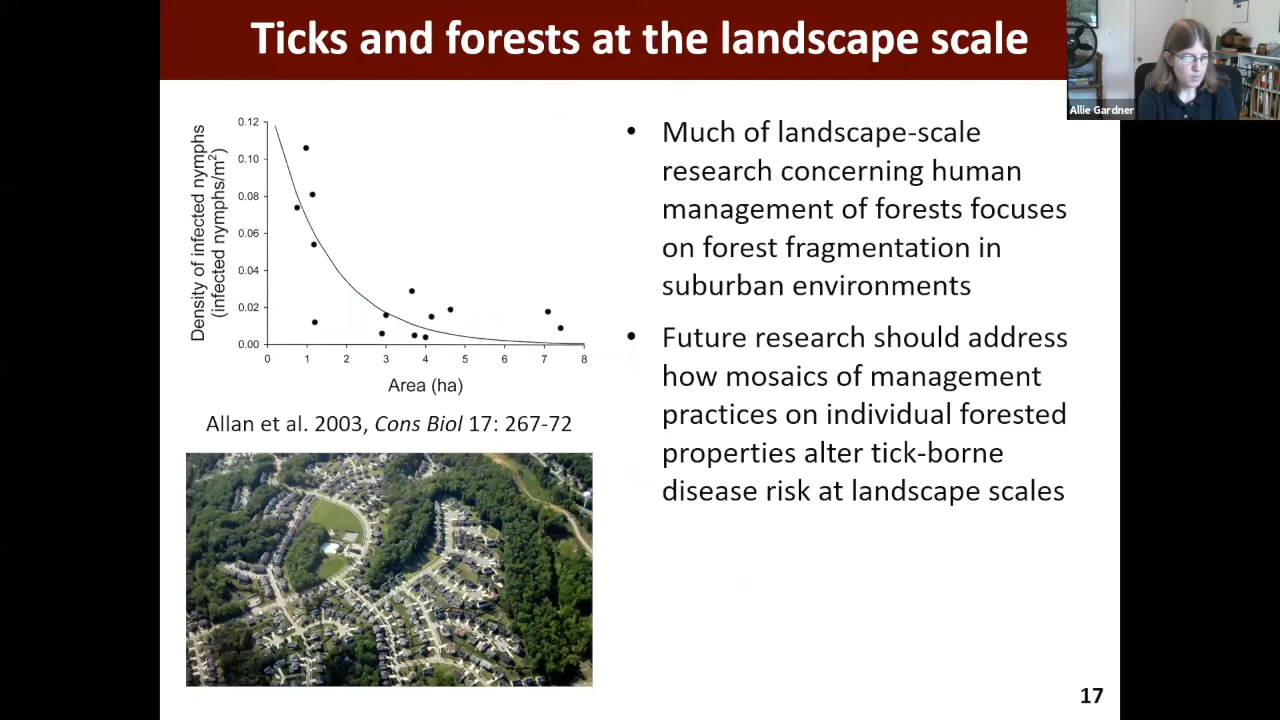 Ticks and forests at the landscape scale
Allie Gardner
Density of infected nymphs
(infected nymphs/m²)
0.12
0.10
0.08
0.06
0.04
0.02
0.00
0 1 2 3 4 5 6 7 8
Area (ha)
Allan et al. 2003, Cons Biol 17: 267-72
• Much of landscape-scale
research concerning human
management of forests focuses
on forest fragmentation in
suburban environments
• Future research should address
how mosaics of management
practices on individual forested
properties alter tick-borne
disease risk at landscape scales
17